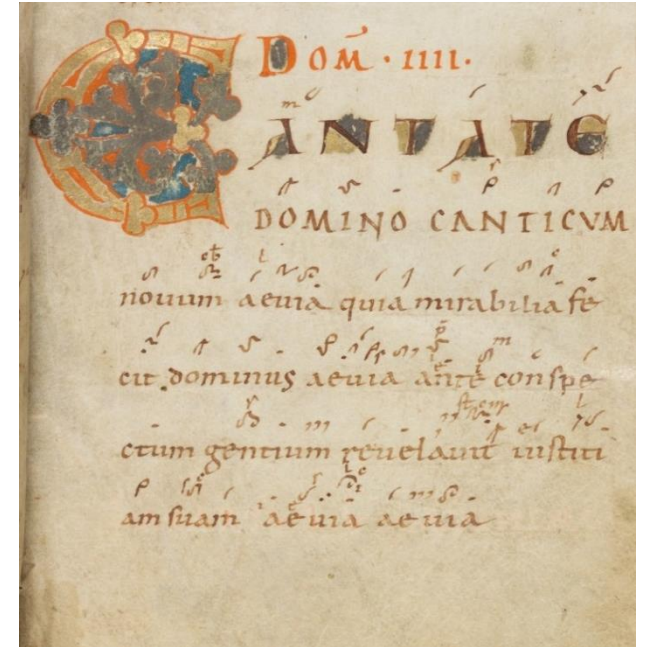 DOM̄ · IIII ·
CANTATE
DOMINO CANTICVM
nouum aeuia quia mirabilia fe
cit dominus aeuia ante conspe
ctum gentium reuelauit iustiti
am suam aeuia aeuia